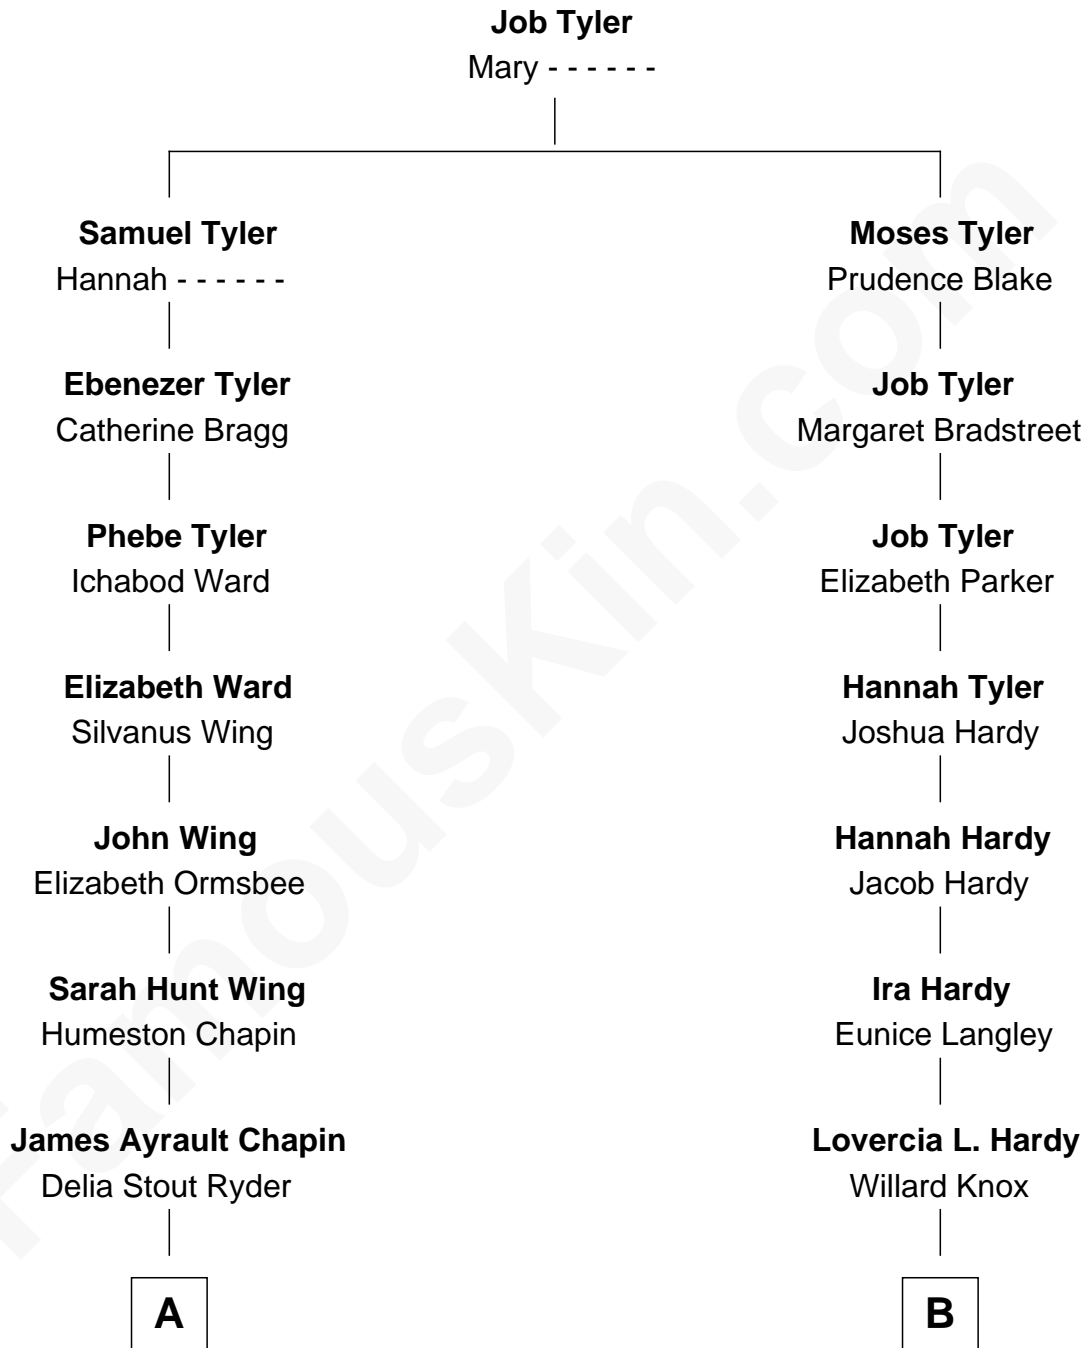 Job Tyler
Mary - - - - - -
Samuel Tyler
Hannah - - - - - -
Moses Tyler
Prudence Blake
Ebenezer Tyler
Catherine Bragg
Job Tyler
Margaret Bradstreet
Phebe Tyler
Ichabod Ward
Job Tyler
Elizabeth Parker
Elizabeth Ward
Silvanus Wing
Hannah Tyler
Joshua Hardy
John Wing
Elizabeth Ormsbee
Hannah Hardy
Jacob Hardy
Sarah Hunt Wing
Humeston Chapin
Ira Hardy
Eunice Langley
James Ayrault Chapin
Delia Stout Ryder
Lovercia L. Hardy
Willard Knox
A
B
FamousKin.com